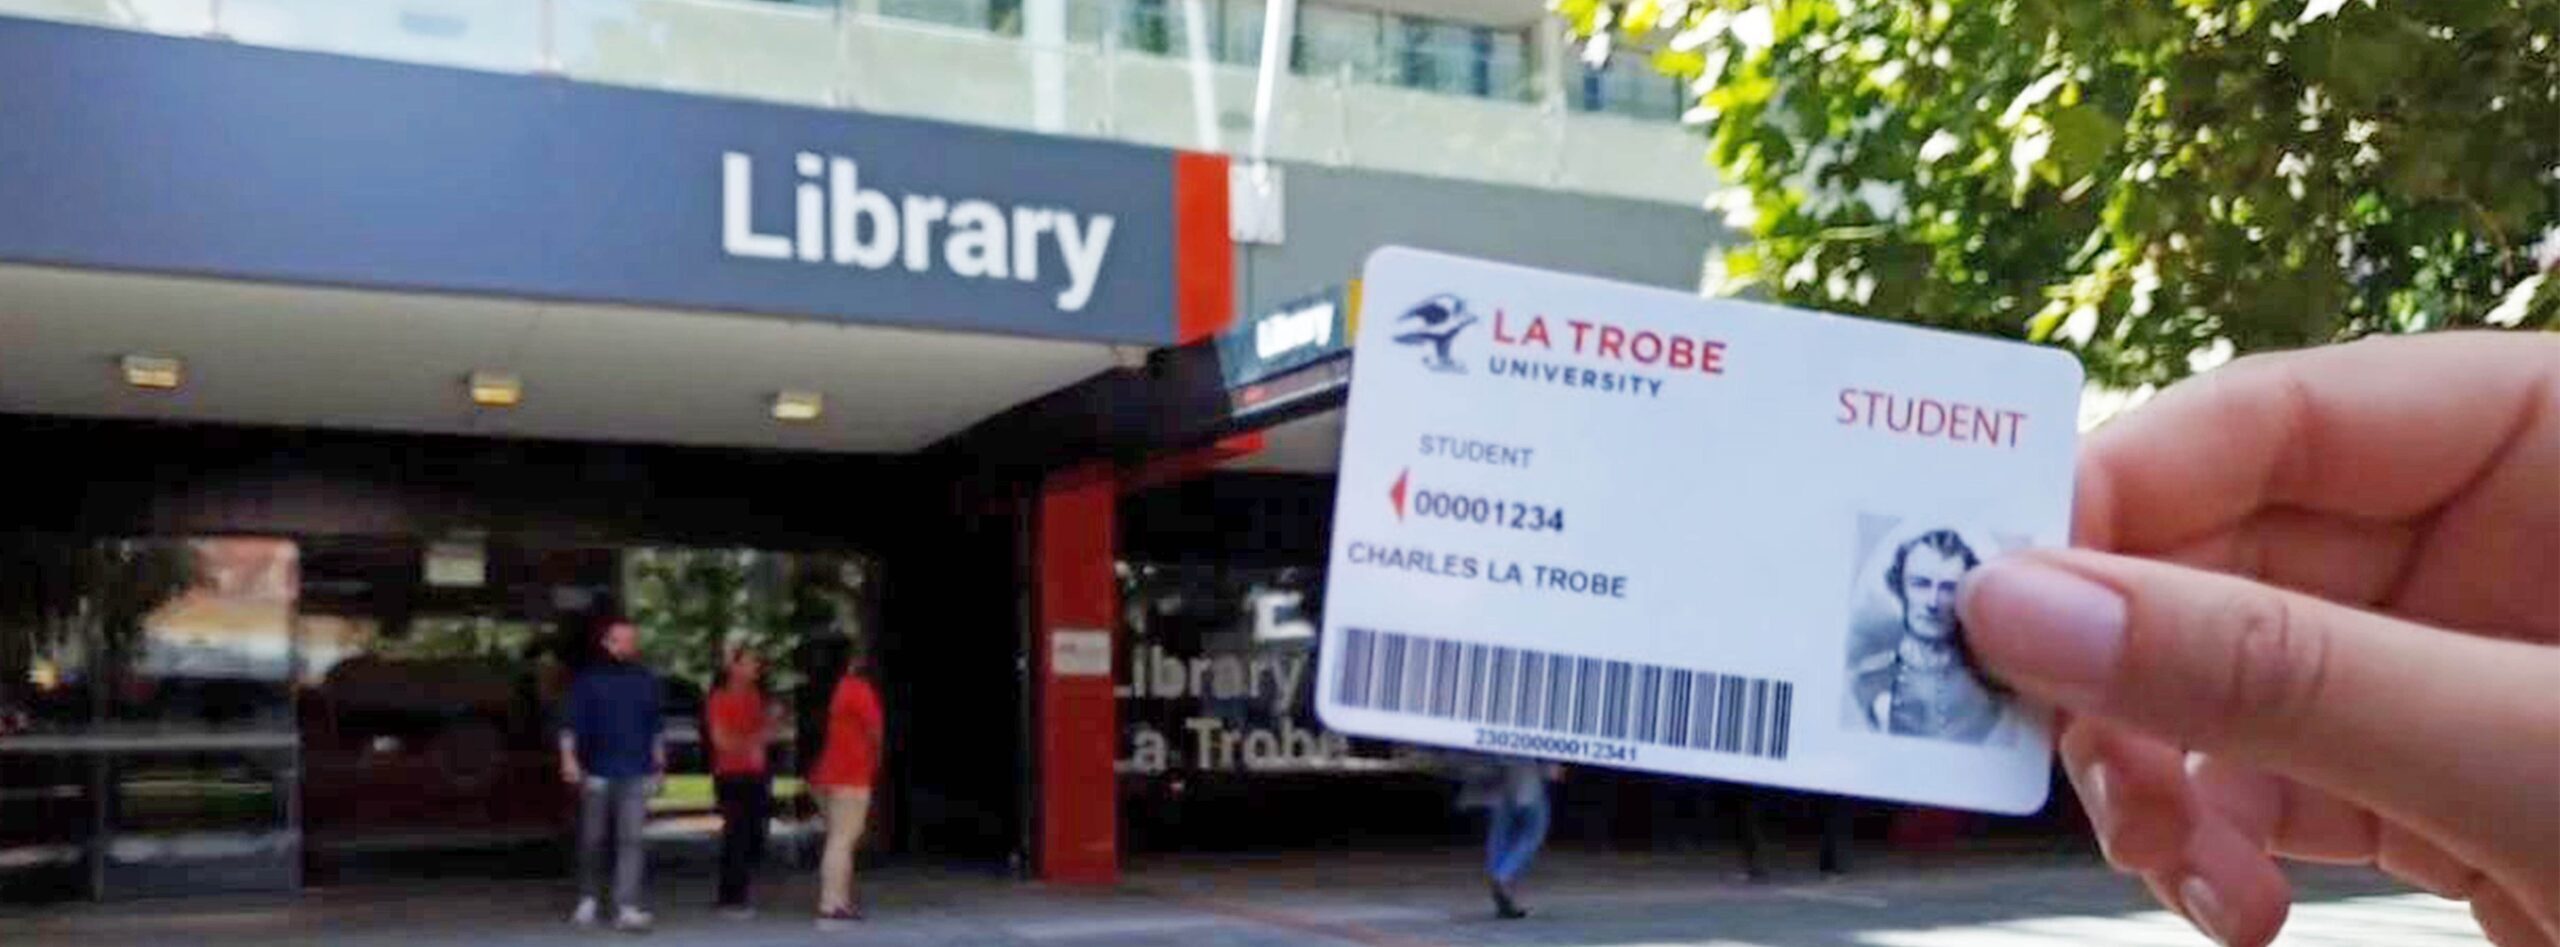 Library
Library
Library
La Trobe
LA TROBE
UNIVERSITY
STUDENT
STUDENT
00001234
CHARLES LA TROBE
23020000012341